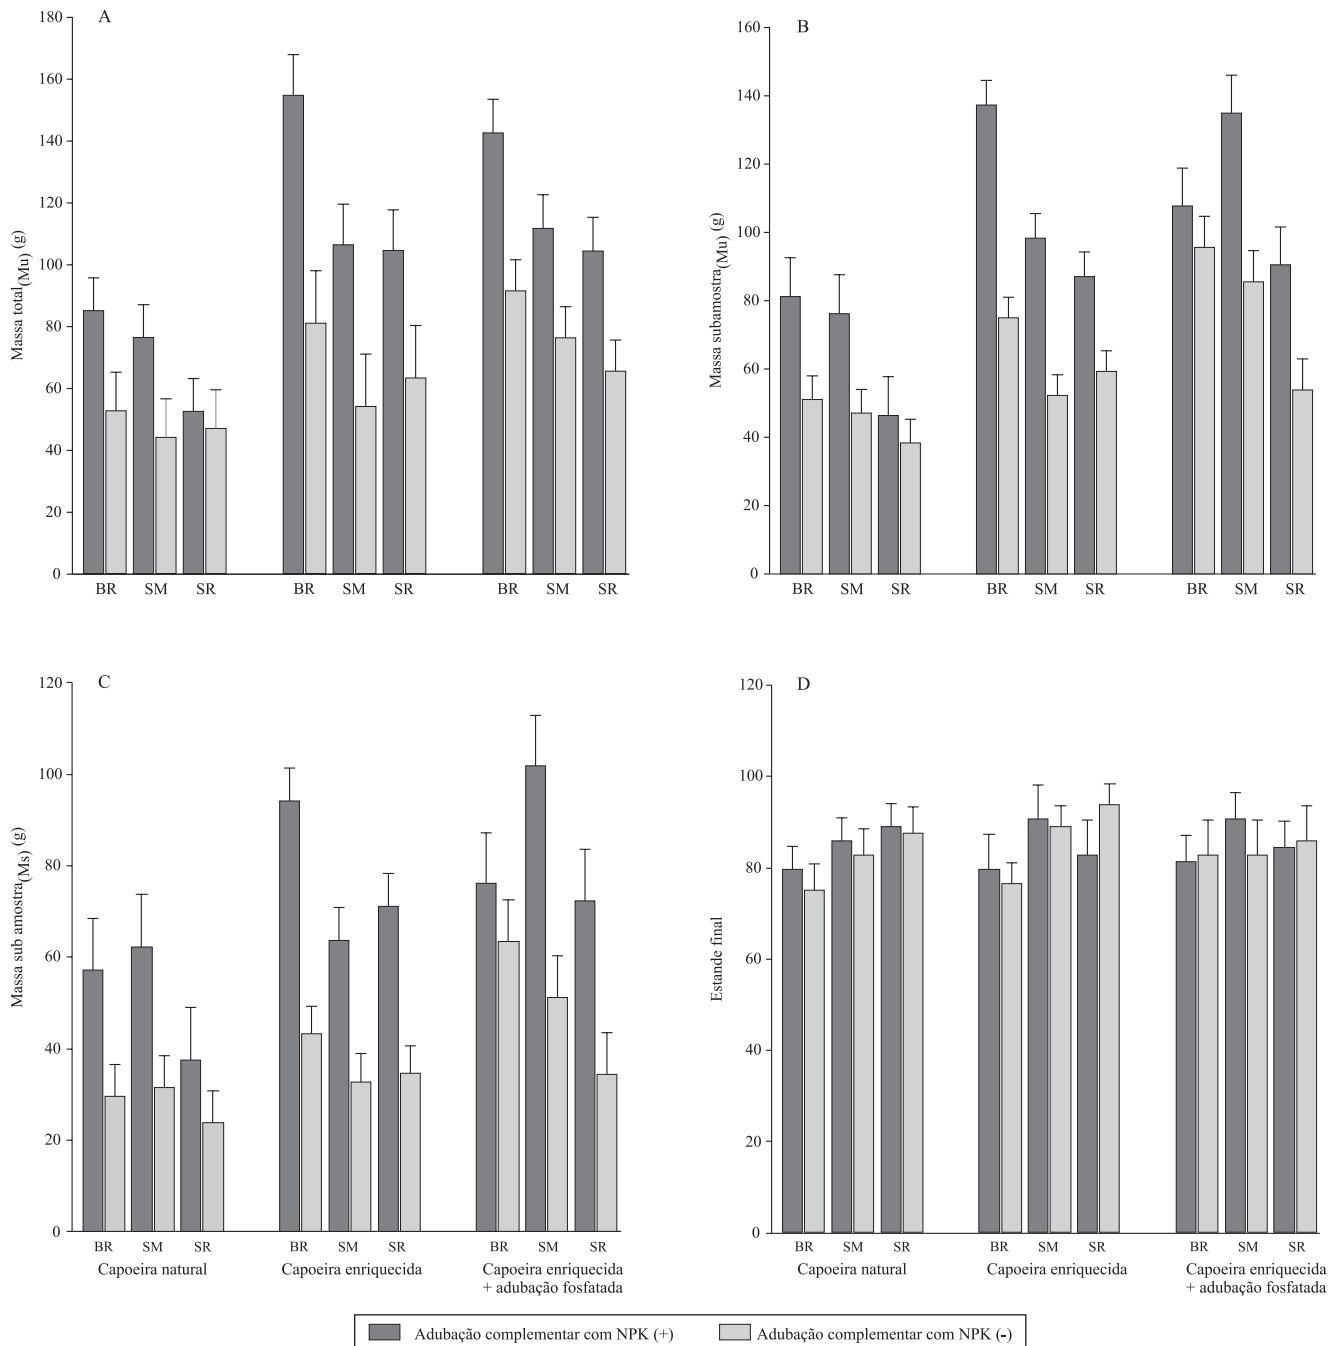 A
Massa total(Mu) (g)
180
160
140
120
100
80
60
40
20
0
BR SM SR BR SM SR BR SM SR
B
Massa subamostra(Mu) (g)
160
140
120
100
80
60
40
20
0
BR SM SR BR SM SR BR SM SR
C
Massa sub amostra(Ms) (g)
120
100
80
60
40
20
0
BR SM SR BR SM SR BR SM SR
Capoeira natural Capoeira enriquecida Capoeira enriquecida
+ adubação fosfatada
D
Estande final
120
100
80
60
40
20
0
BR SM SR BR SM SR BR SM SR
Capoeira natural Capoeira enriquecida Capoeira enriquecida
+ adubação fosfatada
Adubação complementar com NPK (+) Adubação complementar com NPK (-)